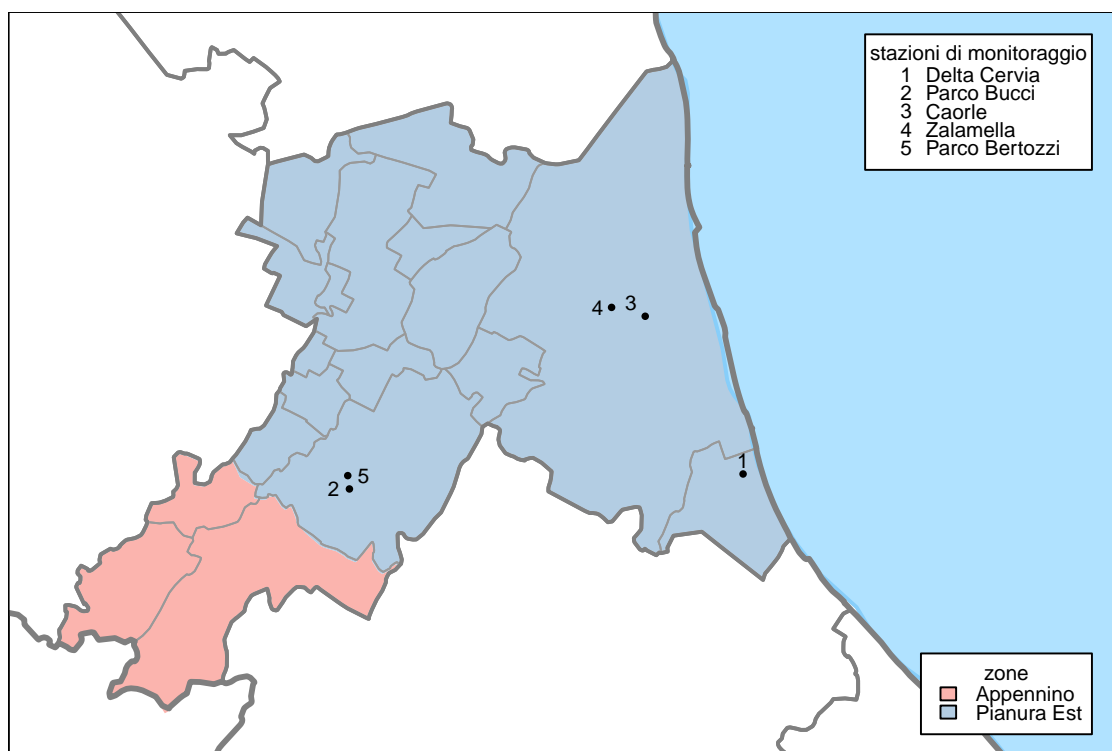 stazioni di monitoraggio
1 Delta Cervia
2 Parco Bucci
3 Caorle
4 Zalamella
5 Parco Bertozzi
4 3
1
5
2
zone
Appennino
Pianura Est